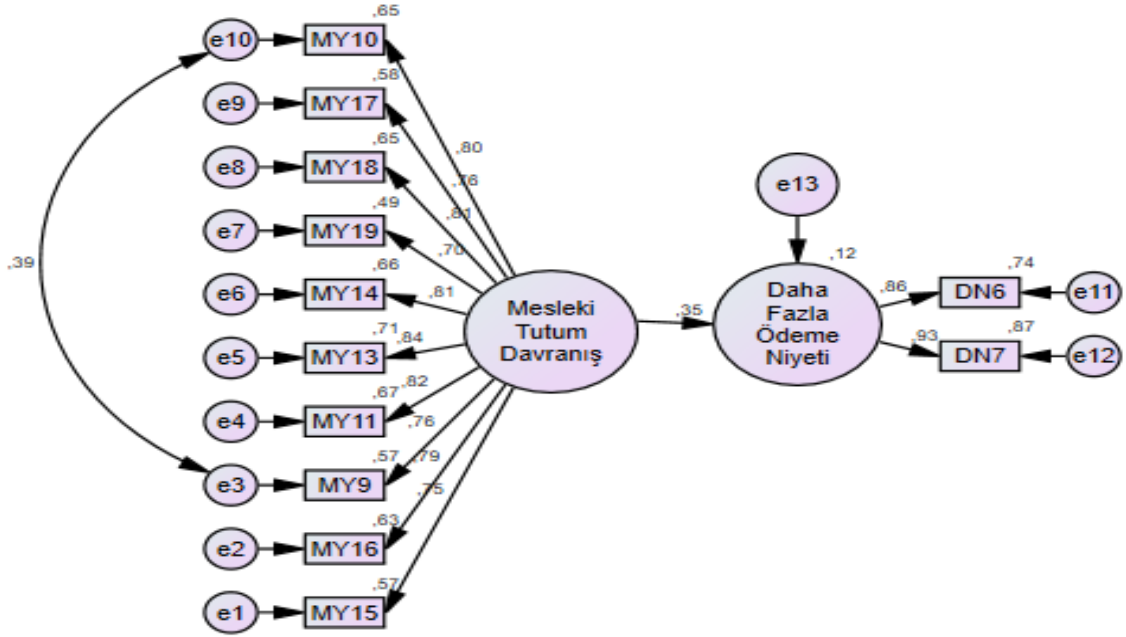 ,65
e10 MY10
,58
e9 MY17
,65
e8 MY18
,49
e7 MY19
,66
e6 MY14
,71
e5 MY13
,67
e4 MY11
,57
e3 MY9
,63
e2 MY16
,57
e1 MY15
,39
,80
,76
,81
,70
,81
,84
,82
,76
,79
,75
Mesleki
Tutum
Davranış
,35
e13
,12
Daha
Fazla
Ödeme
Niyeti
,86
,93
,74
DN6 e11
,87
DN7 e12